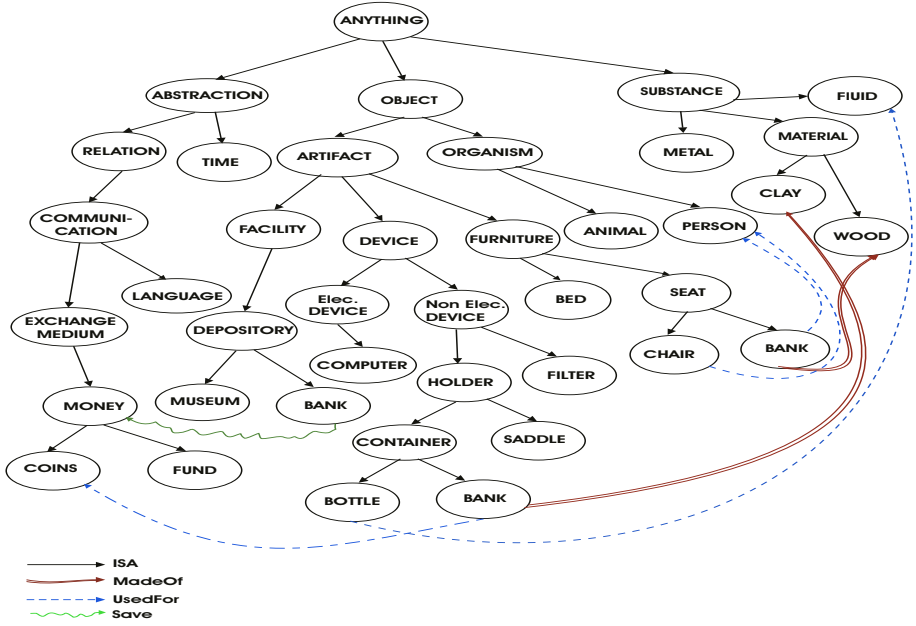 ANYTHING
ABSTRACTION
OBJECT
SUBSTANCE
FlUID
RELATION
TIME
ARTIFACT
ORGANISM
METAL
MATERIAL
CLAY
COMMUNI-
CATION
FACILITY
DEVICE
FURNITURE
ANIMAL
PERSON
WOOD
LANGUAGE
Elec.
DEVICE
Non Elec.
DEVICE
BED
SEAT
EXCHANGE
MEDIUM
DEPOSITORY
COMPUTER
CHAIR
BANK
HOLDER
FILTER
MONEY
MUSEUM
BANK
CONTAINER
SADDLE
COINS
FUND
BOTTLE
BANK
ISA
MadeOf
UsedFor
Save